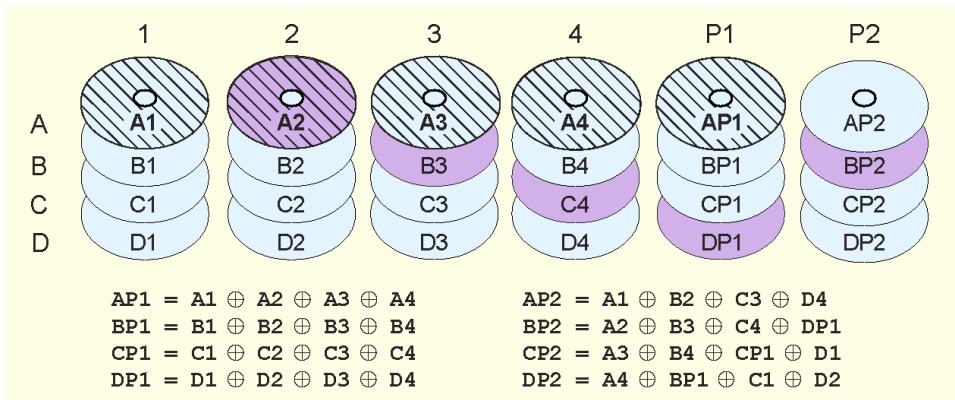 1 2 3 4 P1 P2
A A1 A2 A3 A4 AP1 AP2
B B1 B2 B3 B4 BP1 BP2
C C1 C2 C3 C4 CP1 CP2
D D1 D2 D3 D4 DP1 DP2
AP1 = A1 ⊕ A2 ⊕ A3 ⊕ A4 AP2 = A1 ⊕ B2 ⊕ C3 ⊕ D4
BP1 = B1 ⊕ B2 ⊕ B3 ⊕ B4 BP2 = A2 ⊕ B3 ⊕ C4 ⊕ DP1
CP1 = C1 ⊕ C2 ⊕ C3 ⊕ C4 CP2 = A3 ⊕ B4 ⊕ CP1 ⊕ D1
DP1 = D1 ⊕ D2 ⊕ D3 ⊕ D4 DP2 = A4 ⊕ BP1 ⊕ C1 ⊕ D2